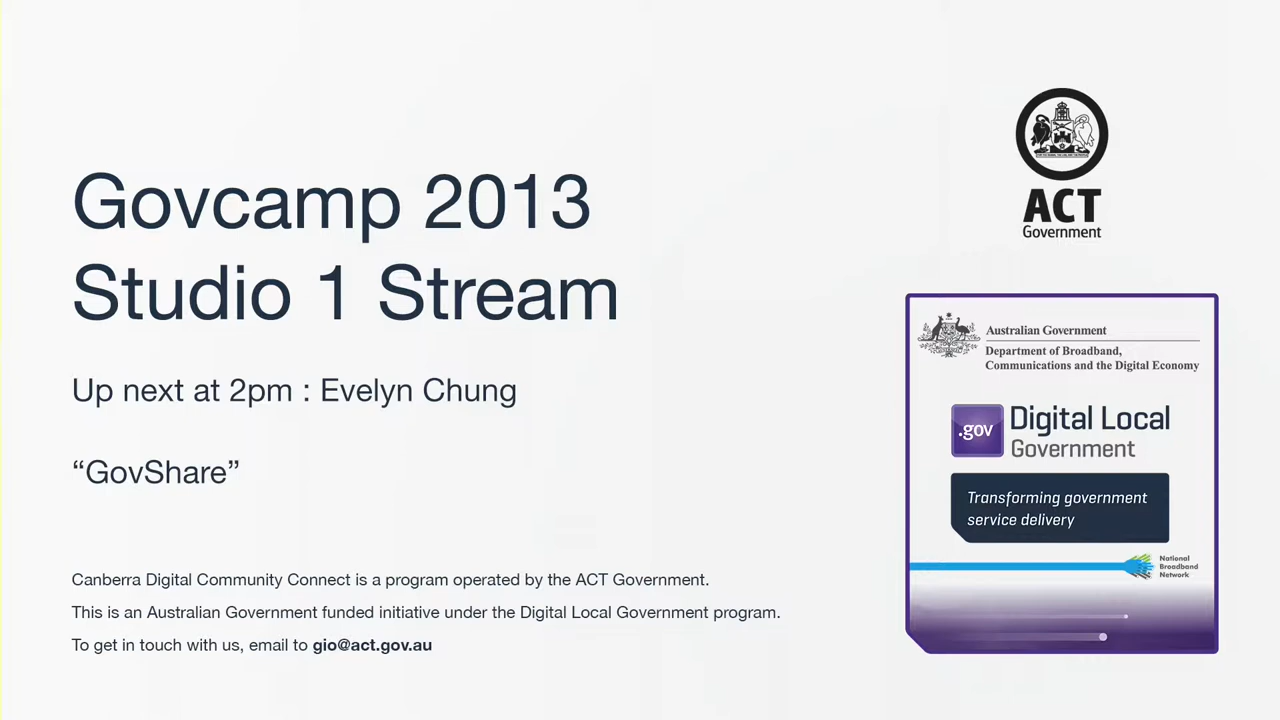 Govcamp 2013
Studio 1 Stream
Up next at 2pm : Evelyn Chung
“GovShare”
Canberra Digital Community Connect is a program operated by the ACT Government.
This is an Australian Government funded initiative under the Digital Local Government program.
To get in touch with us, email to gio@act.gov.au
ACT
Government
Australian Government
Department of Broadband,
Communications and the Digital Economy
.gov
Digital Local
Government
Transforming government
service delivery
National
Broadband
Network